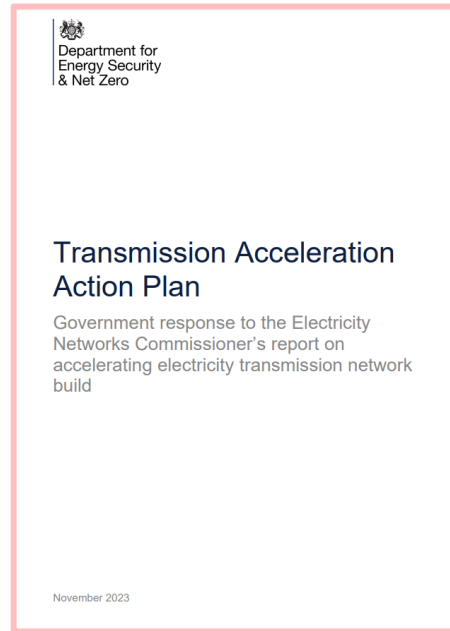 Department for
Energy Security
& Net Zero
Transmission Acceleration
Action Plan
Government response to the Electricity
Networks Commissioner's report on
accelerating electricity transmission network
build
November 2023